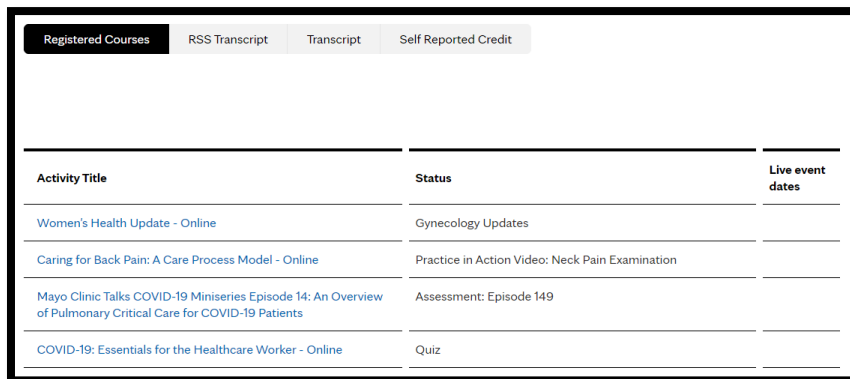 Registered Courses RSS Transcript Transcript Self Reported Credit
Activity Title Status Live event
dates
Women's Health Update - Online Gynecology Updates
Caring for Back Pain: A Care Process Model - Online Practice in Action Video: Neck Pain Examination
Mayo Clinic Talks COVID-19 Miniseries Episode 14: An Overview Assessment: Episode 149
of Pulmonary Critical Care for COVID-19 Patients
COVID-19: Essentials for the Healthcare Worker - Online Quiz